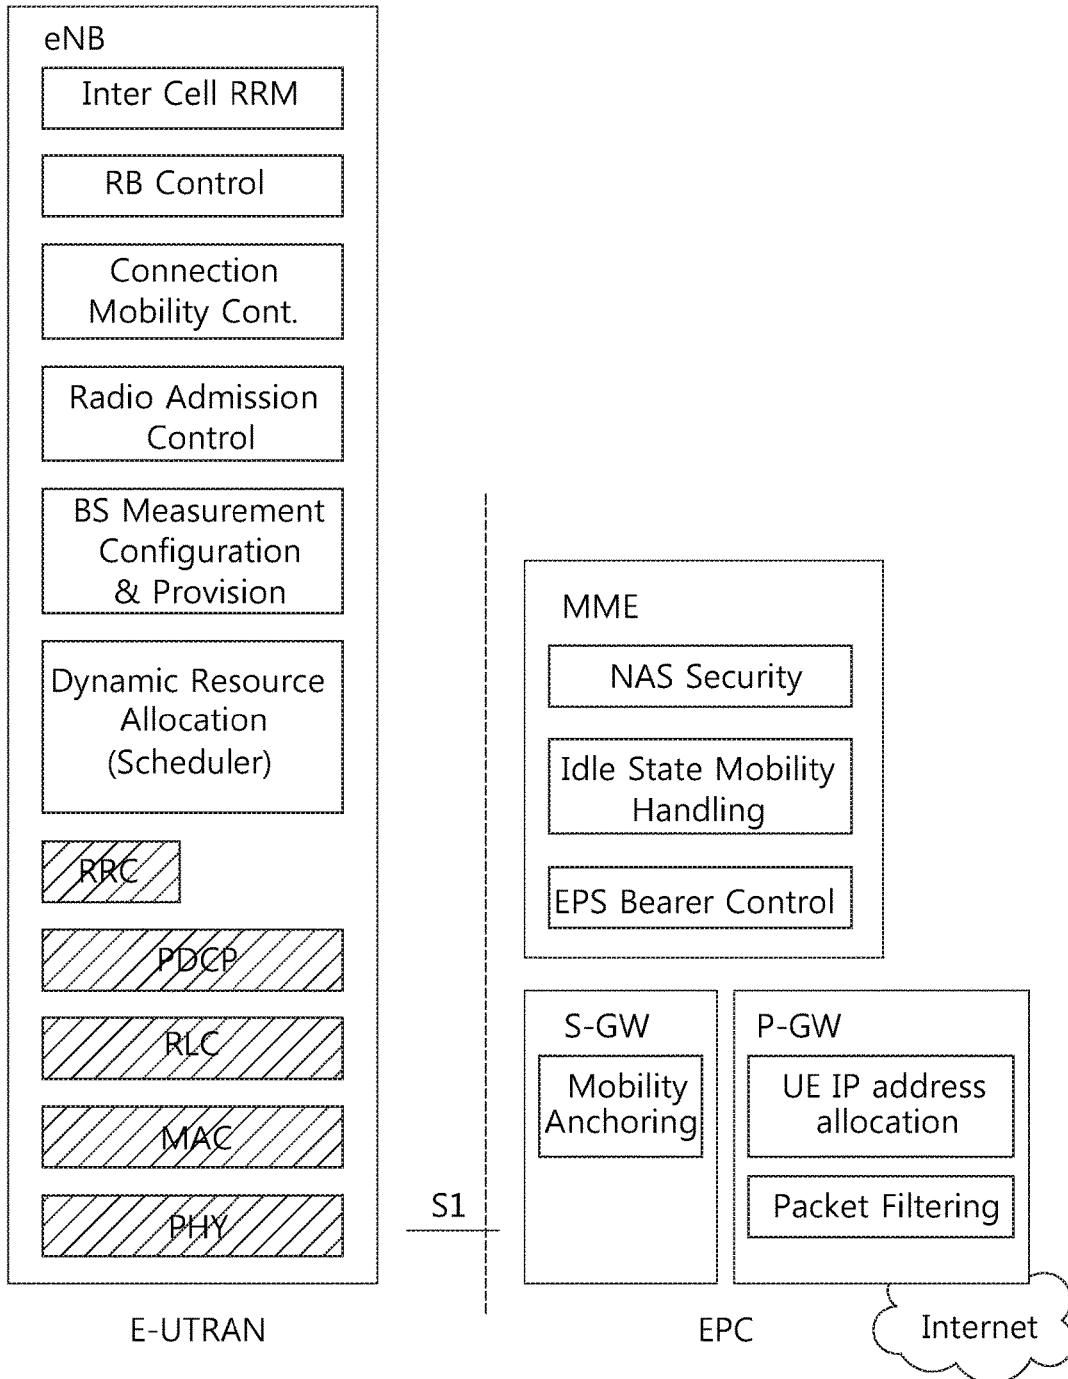 eNB
Inter Cell RRM
RB Control
Connection
Mobility Cont.
Radio Admission
Control
BS Measurement
Configuration
& Provision
Dynamic Resource
Allocation
(Scheduler)
RRC
PDCP
RLC
MAC
PHY
E-UTRAN
S1
MME
NAS Security
Idle State Mobility
Handling
EPS Bearer Control
S-GW
Mobility
Anchoring
P-GW
UE IP address
allocation
Packet Filtering
EPC
Internet